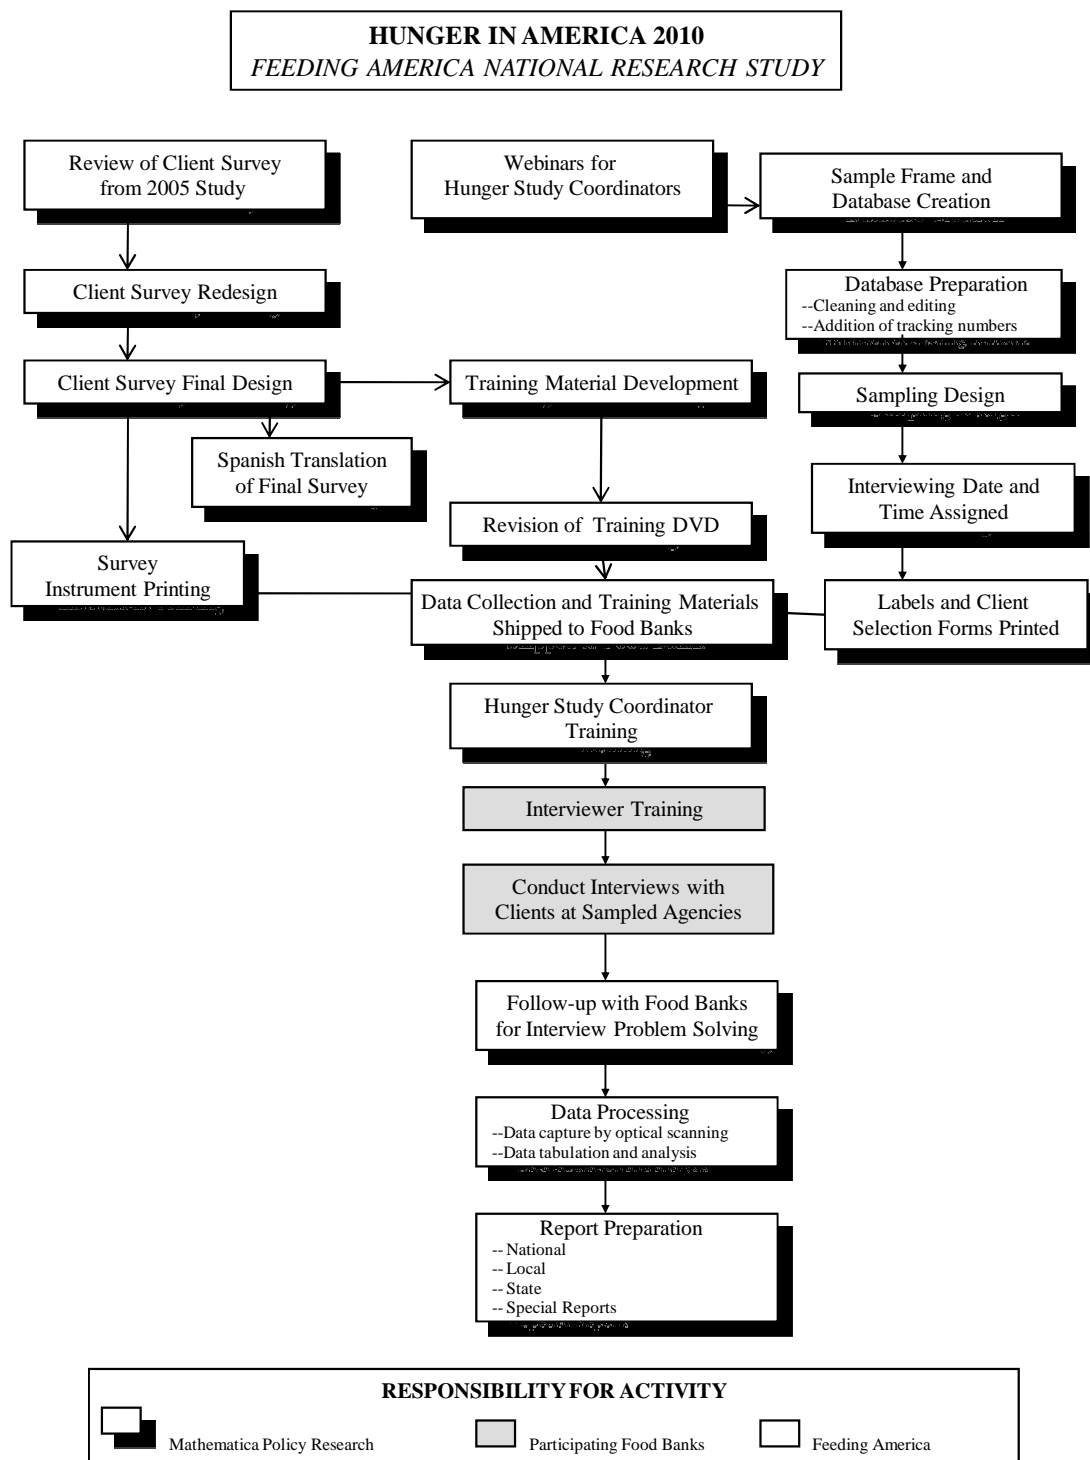 HUNGER IN AMERICA 2010
FEEDING AMERICA NATIONAL RESEARCH STUDY
Review of Client Survey
from 2005 Study
Webinars for
Hunger Study Coordinators
Sample Frame and
Database Creation
Client Survey Redesign
Database Preparation
--Cleaning and editing
--Addition of tracking numbers
Client Survey Final Design
Training Material Development
Sampling Design
Spanish Translation
of Final Survey
Interviewing Date and
Time Assigned
Revision of Training DVD
Survey
Instrument Printing
Data Collection and Training Materials
Shipped to Food Banks
Labels and Client
Selection Forms Printed
Hunger Study Coordinator
Training
Interviewer Training
Conduct Interviews with
Clients at Sampled Agencies
Follow-up with Food Banks
for Interview Problem Solving
Data Processing
--Data capture by optical scanning
--Data tabulation and analysis
Report Preparation
-- National
-- Local
-- State
-- Special Reports
RESPONSIBILITY FOR ACTIVITY
Mathematica Policy Research
Participating Food Banks
Feeding America